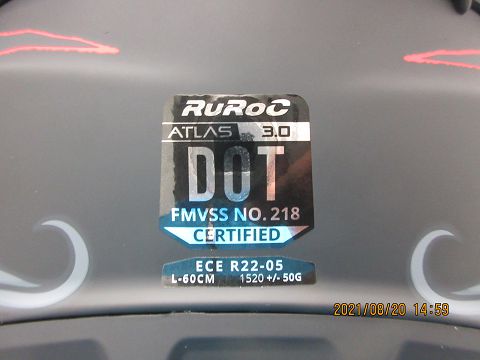 RUROC
ATLAS 3.0
DOT
FMVSS NO. 218
CERTIFIED
ECE R22-05
L-60CM 1520 +/- 50G
2021/08/20 14:59